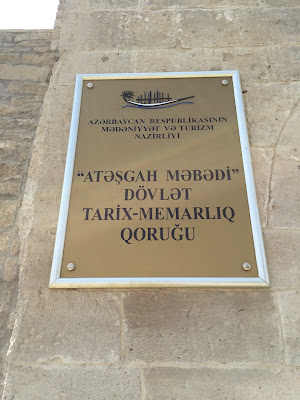 AZƏRBAYCAN RESPUBLİKASININ
MƏDƏNİYYƏT VƏ TURİZM
NAZİRLİYİ
“ATƏŞGAH MƏBƏDİ”
DÖVLƏT
TARİX-MEMARLIQ
QORUĞU